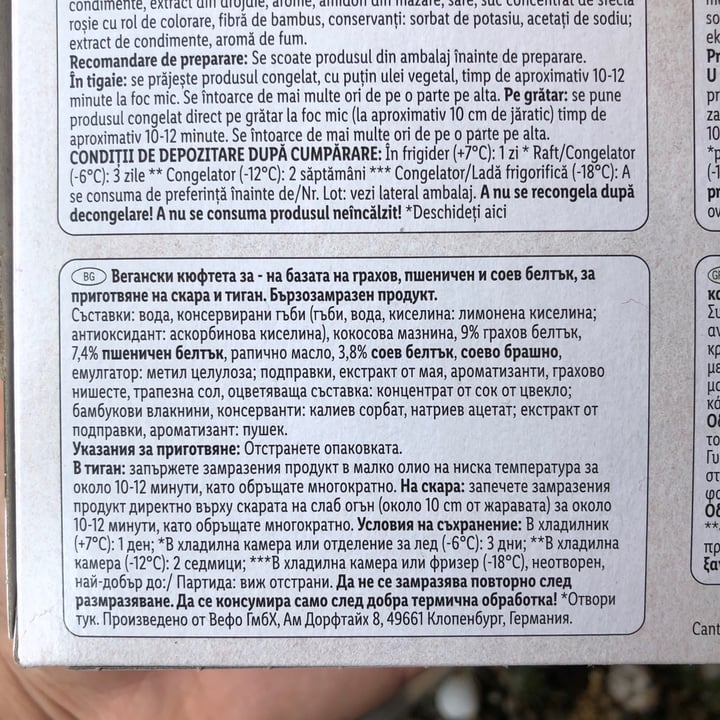 condimente, extract din drojdie, arome, amidon din mazăre, sare, suc concentrat de sfeclă
roșie cu rol de colorare, fibră de bambus, conservanți: sorbat de potasiu, acetați de sodiu;
extract de condimente, aromă de fum.
Recomandare de preparare: Se scoate produsul din ambalaj înainte de preparare.
În tigaie: se prăjește produsul congelat, cu puțin ulei vegetal, timp de aproximativ 10-12
minute la foc mic. Se întoarce de mai multe ori de pe o parte pe alta. Pe grătar: se pune
produsul congelat direct pe grătar la foc mic (la aproximativ 10 cm de jăratic) timp de
aproximativ 10-12 minute. Se întoarce de mai multe ori de pe o parte pe alta.
CONDIȚII DE DEPOZITARE DUPĂ CUMPĂRARE: În frigider (+7°C): 1 zi * Raft/Congelator
(-6°C): 3 zile ** Congelator (-12°C): 2 săptămâni *** Congelator/Ladă frigorifică (-18°C): A
se consuma de preferință înainte de/Nr. Lot: vezi lateral ambalaj. A nu se recongela după
decongelare! A nu se consuma produsul neîncălzit! *Deschideți aici
BG Вегански кюфтета за - на базата на грахов, пшеничен и соев белтък, за
приготвяне на скара и тиган. Бързозамразен продукт.
Съставки: вода, консервирани гъби (гъби, вода, киселина: лимонена киселина;
антиоксидант: аскорбинова киселина), кокосова мазнина, 9% грахов белтък,
7,4% пшеничен белтък, рапично масло, 3,8% соев белтък, соево брашно,
емулгатор: метил целулоза; подправки, екстракт от мая, ароматизанти, грахово
нишесте, трапезна сол, оцветяваща съставка: концентрат от сок от цвекло;
бамбукови влакнини, консерванти: калиев сорбат, натриев ацетат; екстракт от
подправки, ароматизант: пушек.
Указания за приготвяне: Отстранете опаковката.
В тиган: запържете замразения продукт в малко олио на ниска температура за
около 10-12 минути, като обръщате многократно. На скара: запечете замразения
продукт директно върху скарата на слаб огън (около 10 cm от жаравата) за около
10-12 минути, като обръщате многократно. Условия на съхранение: В хладилник
(+7°C): 1 ден; *В хладилна камера или отделение за лед (-6°C): 3 дни; **В хладилна
камера (-12°C): 2 седмици; ***В хладилна камера или фризер (-18°C), неотворен,
най-добър до:/ Партида: виж отстрани. Да не се замразява повторно след
размразяване. Да се консумира само след добра термична обработка! *Отвори
тук. Произведено от Вефо ГмбХ, Ам Дорфтайх 8, 49661 Клопенбург, Германия.